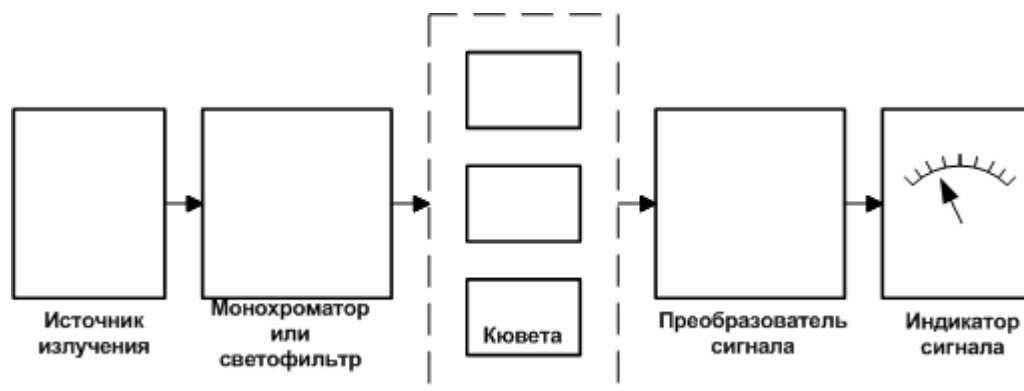 Источник
излучения
Монохроматор
или
светофильтр
Кювета
Преобразователь
сигнала
Индикатор
сигнала